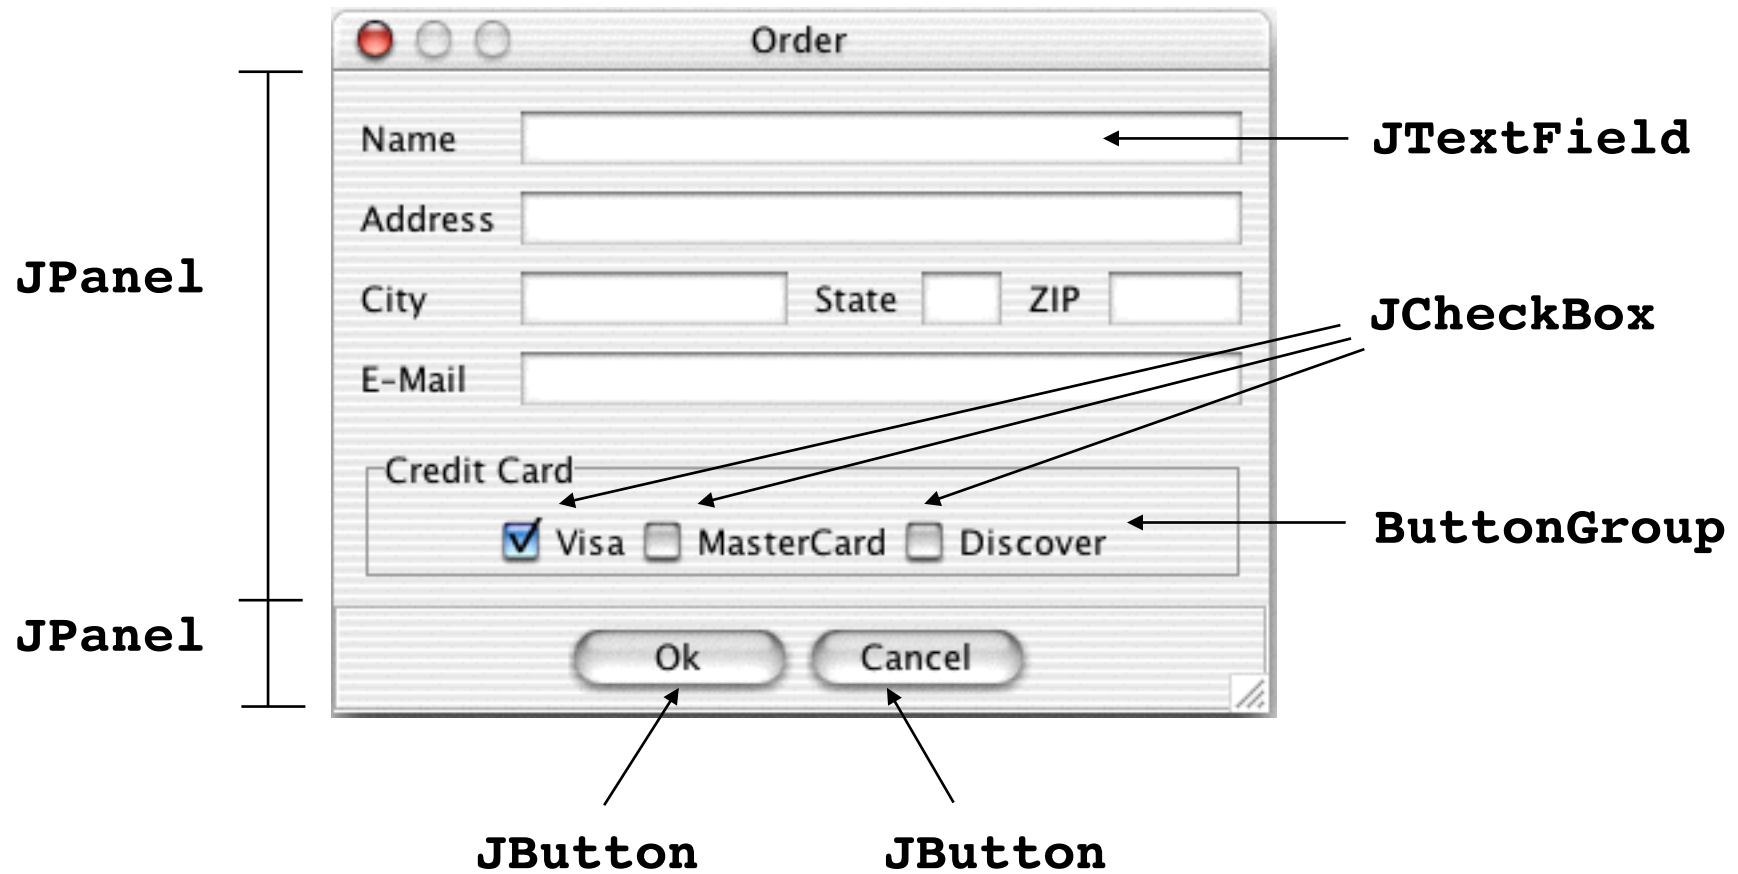 Order
Name
JTextField
Address
JPanel
City State ZIP
JCheckBox
E-Mail
Credit Card
ButtonGroup
Visa MasterCard Discover
JPanel
Ok Cancel
JButton JButton